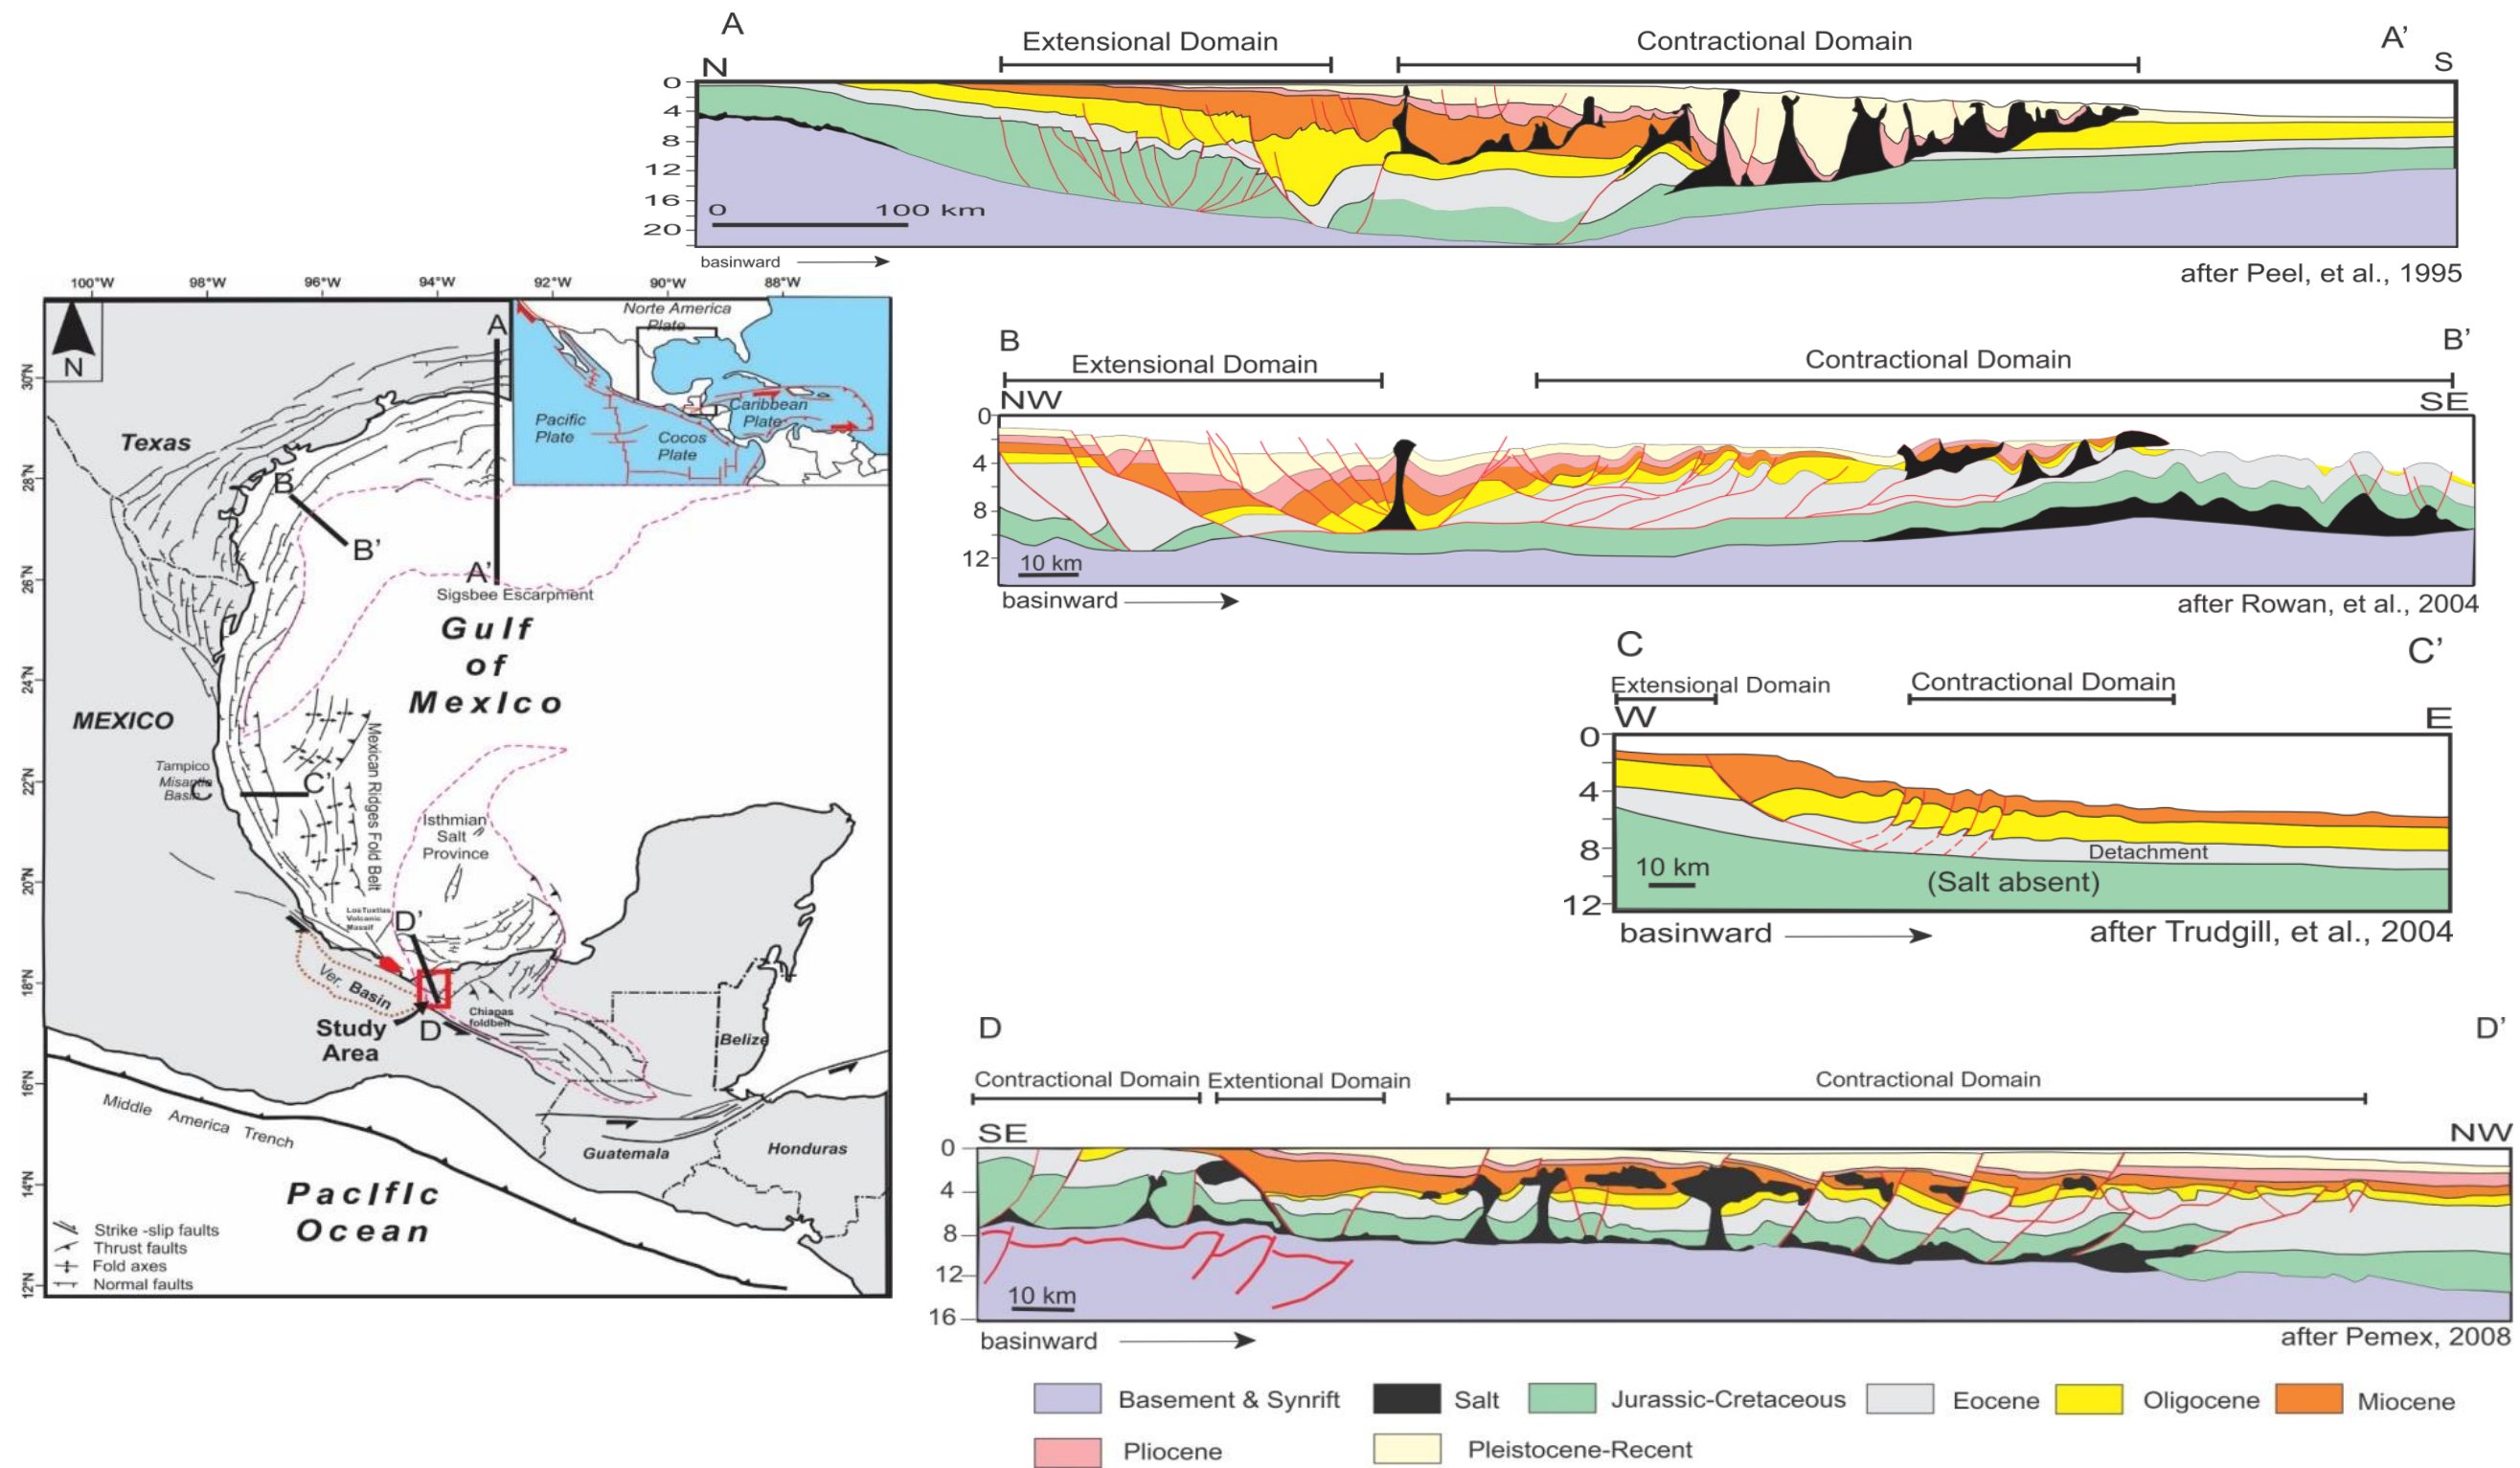 A
A'
Extensional Domain
Contractional Domain
N
S
0
4
8
12
16
20
0
100 km
basinward
after Peel, et al., 1995
100°W
98°W
96°W
94°W
92°W
90°W
88°W
30°N
28°N
26°N
24°N
22°N
20°N
18°N
16°N
14°N
12°N
N
A
Norte America
Plate
Pacific
Plate
Cocos
Plate
Caribbean
Plate
Texas
B
B'
A'
Sigsbee Escarpment
Gulf
of
MexIco
MEXICO
Mexican Ridges Fold Belt
Tampico
Misantla
Basin
C
C'
Isthmian
Salt
Province
LosTuxtlas
Volcanic
Massif
D'
Ver. Basin
Study
Area
D
Chiapas
foldbelt
Belize
Guatemala
Honduras
Middle America Trench
PacIfIc
Ocean
Strike -slip faults
Thrust faults
Fold axes
Normal faults
B
B'
Extensional Domain
Contractional Domain
NW
SE
0
4
8
12
10 km
basinward
after Rowan, et al., 2004
C
C'
Extensional Domain
Contractional Domain
W
E
0
4
8
12
10 km
Detachment
(Salt absent)
basinward
after Trudgill, et al., 2004
D
D'
Contractional Domain
Extentional Domain
Contractional Domain
SE
NW
0
4
8
12
16
10 km
basinward
after Pemex, 2008
Basement & Synrift
Salt
Jurassic-Cretaceous
Eocene
Oligocene
Miocene
Pliocene
Pleistocene-Recent